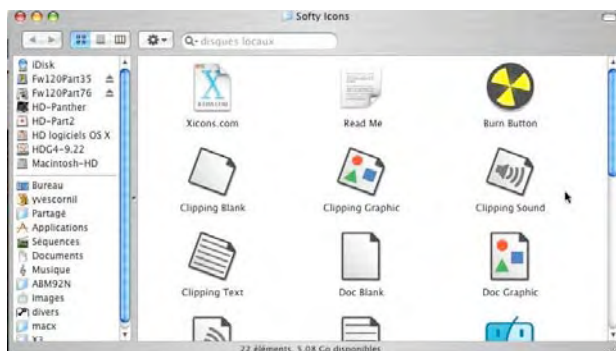 Softy Icons
disques locaux
iDisk
Fw120Part35
Fw120Part76
HD-Panther
HD-Part2
HD logiciels OS X
HDG4-9.22
Macintosh-HD
Bureau
yvescornil
Partagé
Applications
Séquences
Documents
Musique
ABM92N
images
divers
macx
X3
Xicons.com
Read Me
Burn Button
Clipping Blank
Clipping Graphic
Clipping Sound
Clipping Text
Doc Blank
Doc Graphic
22 éléments, 5,08 Go disponibles